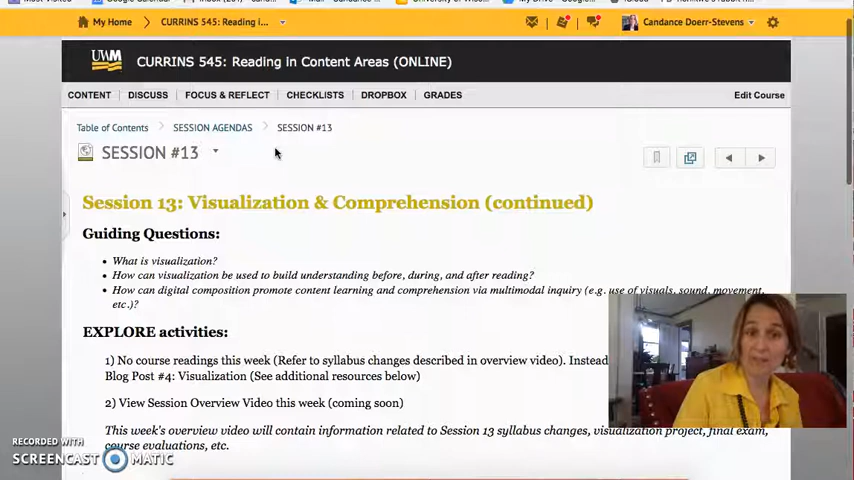 My Home
CURRINS 545: Reading i...
Candance Doerr-Stevens
UWM
CURRINS 545: Reading in Content Areas (ONLINE)
CONTENT DISCUSS FOCUS & REFLECT CHECKLISTS DROPBOX GRADES Edit Course
Table of Contents SESSION AGENDAS SESSION #13
SESSION #13
Session 13: Visualization & Comprehension (continued)
Guiding Questions:
• What is visualization?
• How can visualization be used to build understanding before, during, and after reading?
• How can digital composition promote content learning and comprehension via multimodal inquiry (e.g. use of visuals, sound, movement,
etc.)?
EXPLORE activities:
1) No course readings this week (Refer to syllabus changes described in overview video). Instead
Blog Post #4: Visualization (See additional resources below)
2) View Session Overview Video this week (coming soon)
This week's overview video will contain information related to Session 13 syllabus changes, visualization project, final exam,
course evaluations, etc.
RECORDED WITH
SCREENCAST MATIC